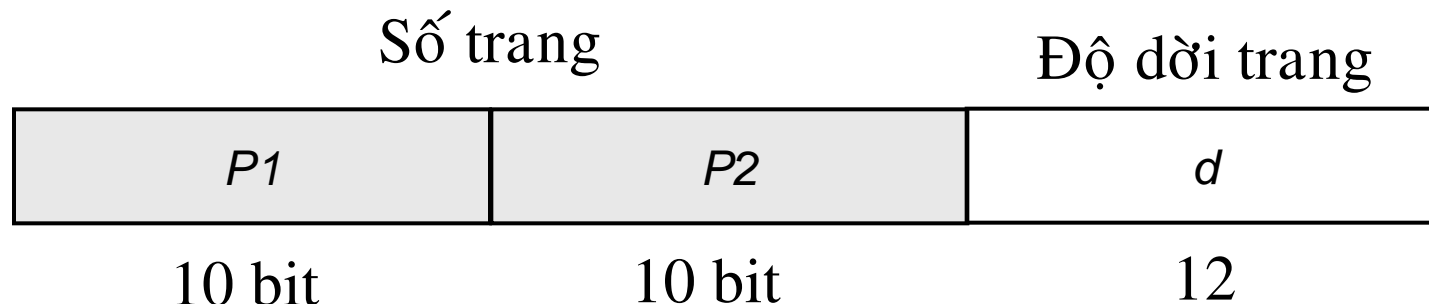 Số trang Độ dời trang
P1 P2 d
10 bit 10 bit 12